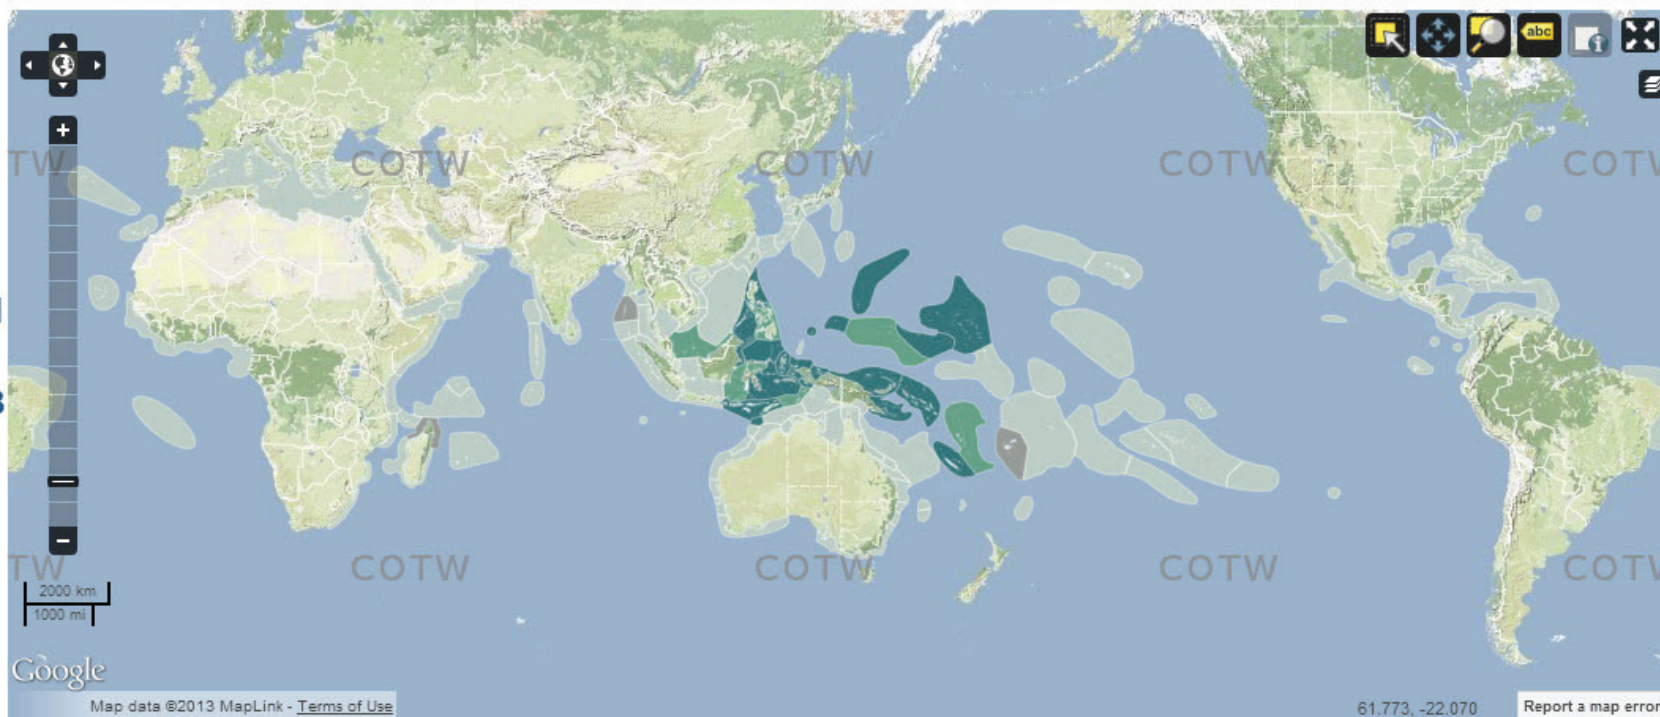 abc
TW COTW COTW COTW COTW
TW COTW COTW COTW COTW
2000 km
1000 mi
Google
Map data ©2013 MapLink - Terms of Use
61.773, -22.070
Report a map error